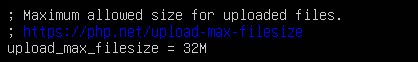 ; Maximum allowed size for uploaded files.
; https://php.net/upload-max-filesize
upload_max_filesize = 32M